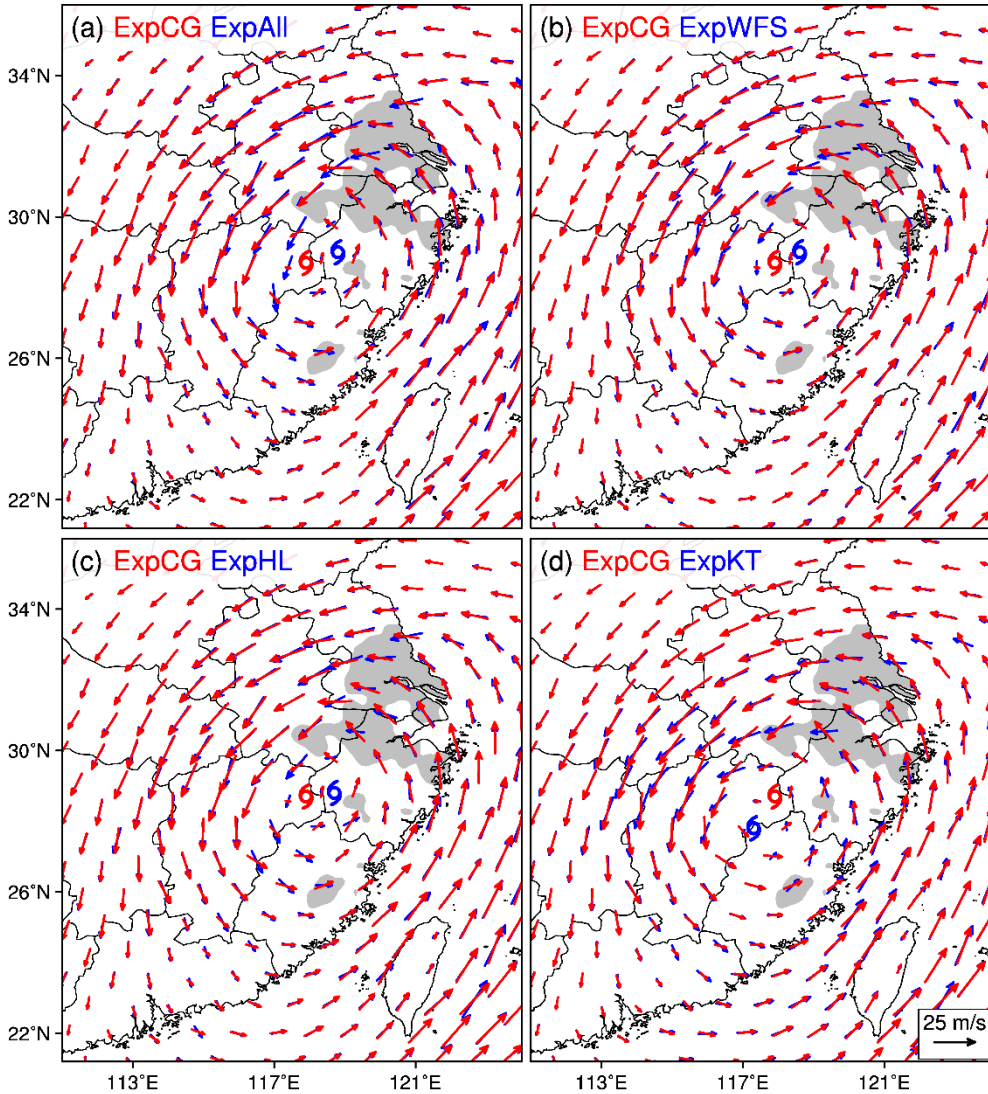 (a) ExpCG ExpAll
(b) ExpCG ExpWFS
34°N
30°N
26°N
22°N
(c) ExpCG ExpHL
(d) ExpCG ExpKT
34°N
30°N
26°N
22°N
25 m/s
113°E 117°E 121°E
113°E 117°E 121°E